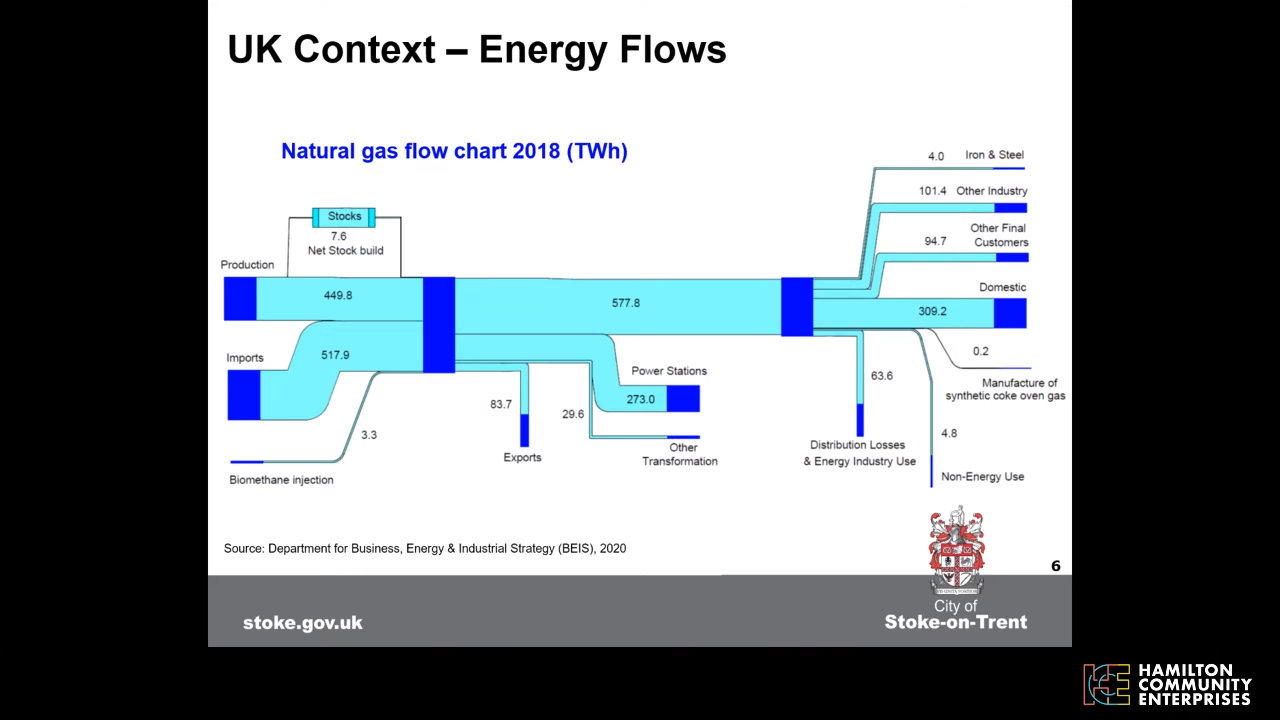 UK Context – Energy Flows
Natural gas flow chart 2018 (TWh)
4.0 Iron & Steel
101.4 Other Industry
Stocks
7.6
Net Stock build
94.7
Other Final
Customers
Production
449.8
577.8
Domestic
309.2
Imports
517.9
0.2
Manufacture of
synthetic coke oven gas
Power Stations
273.0
63.6
83.7
29.6
3.3
4.8
Exports
Other
Transformation
Distribution Losses
& Energy Industry Use
Biomethane injection
Non-Energy Use
Source: Department for Business, Energy & Industrial Strategy (BEIS), 2020
6
stoke.gov.uk
City of
Stoke-on-Trent
HCE
HAMILTON
COMMUNITY
ENTERPRISES